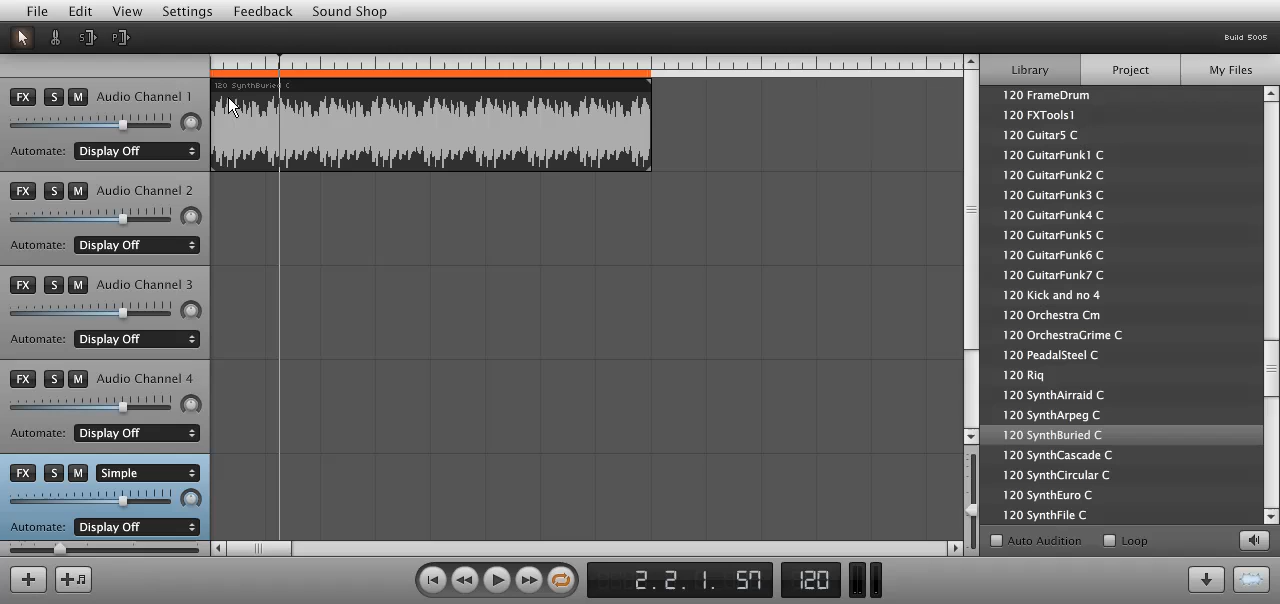 File Edit View Settings Feedback Sound Shop
S P Build 5005
Library Project My Files
120 SynthBuried C
FX S M Audio Channel 1
Automate: Display Off
FX S M Audio Channel 2
Automate: Display Off
FX S M Audio Channel 3
Automate: Display Off
FX S M Audio Channel 4
Automate: Display Off
FX S M Simple
Automate: Display Off
120 FrameDrum
120 FXTools1
120 Guitar5 C
120 GuitarFunk1 C
120 GuitarFunk2 C
120 GuitarFunk3 C
120 GuitarFunk4 C
120 GuitarFunk5 C
120 GuitarFunk6 C
120 GuitarFunk7 C
120 Kick and no 4
120 Orchestra Cm
120 OrchestraGrime C
120 PeadalSteel C
120 Riq
120 SynthAirraid C
120 SynthArpeg C
120 SynthBuried C
120 SynthCascade C
120 SynthCircular C
120 SynthEuro C
120 SynthFile C
Auto Audition Loop
2. 2. 1. 57 120